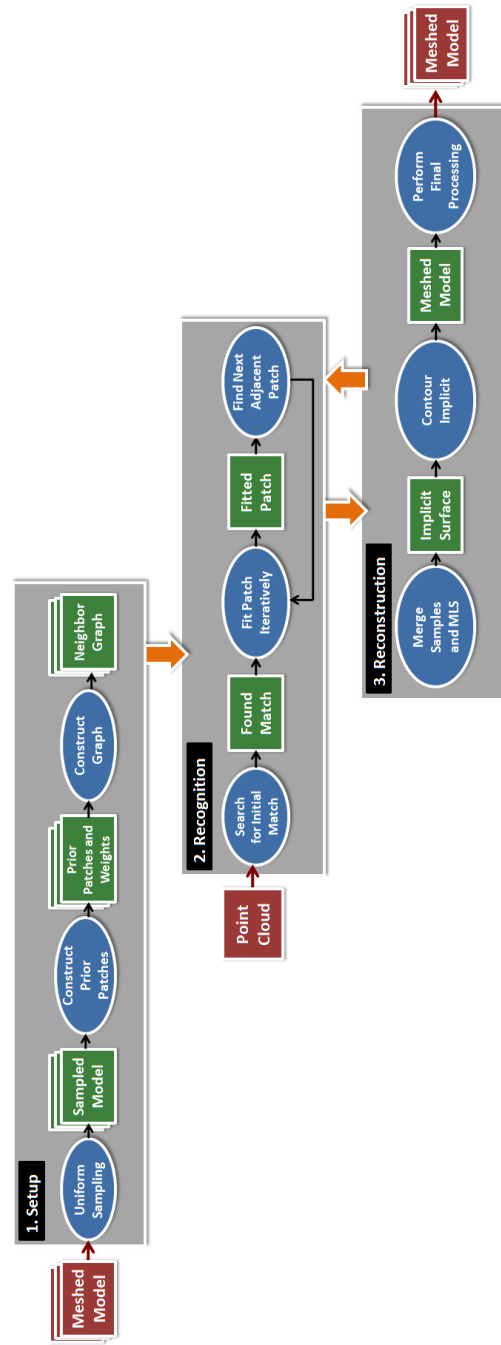 1. Setup
Meshed
Model
Uniform
Sampling
Sampled
Model
Construct
Prior
Patches
Prior
Patches and
Weights
Construct
Graph
Neighbor
Graph
2. Recognition
Point
Cloud
Search
for Initial
Match
Found
Match
Fit Patch
Iteratively
Fitted
Patch
Find Next
Adjacent
Patch
3. Reconstruction
Merge
Samples
and MLS
Implicit
Surface
Contour
Implicit
Meshed
Model
Perform
Final
Processing
Meshed
Model